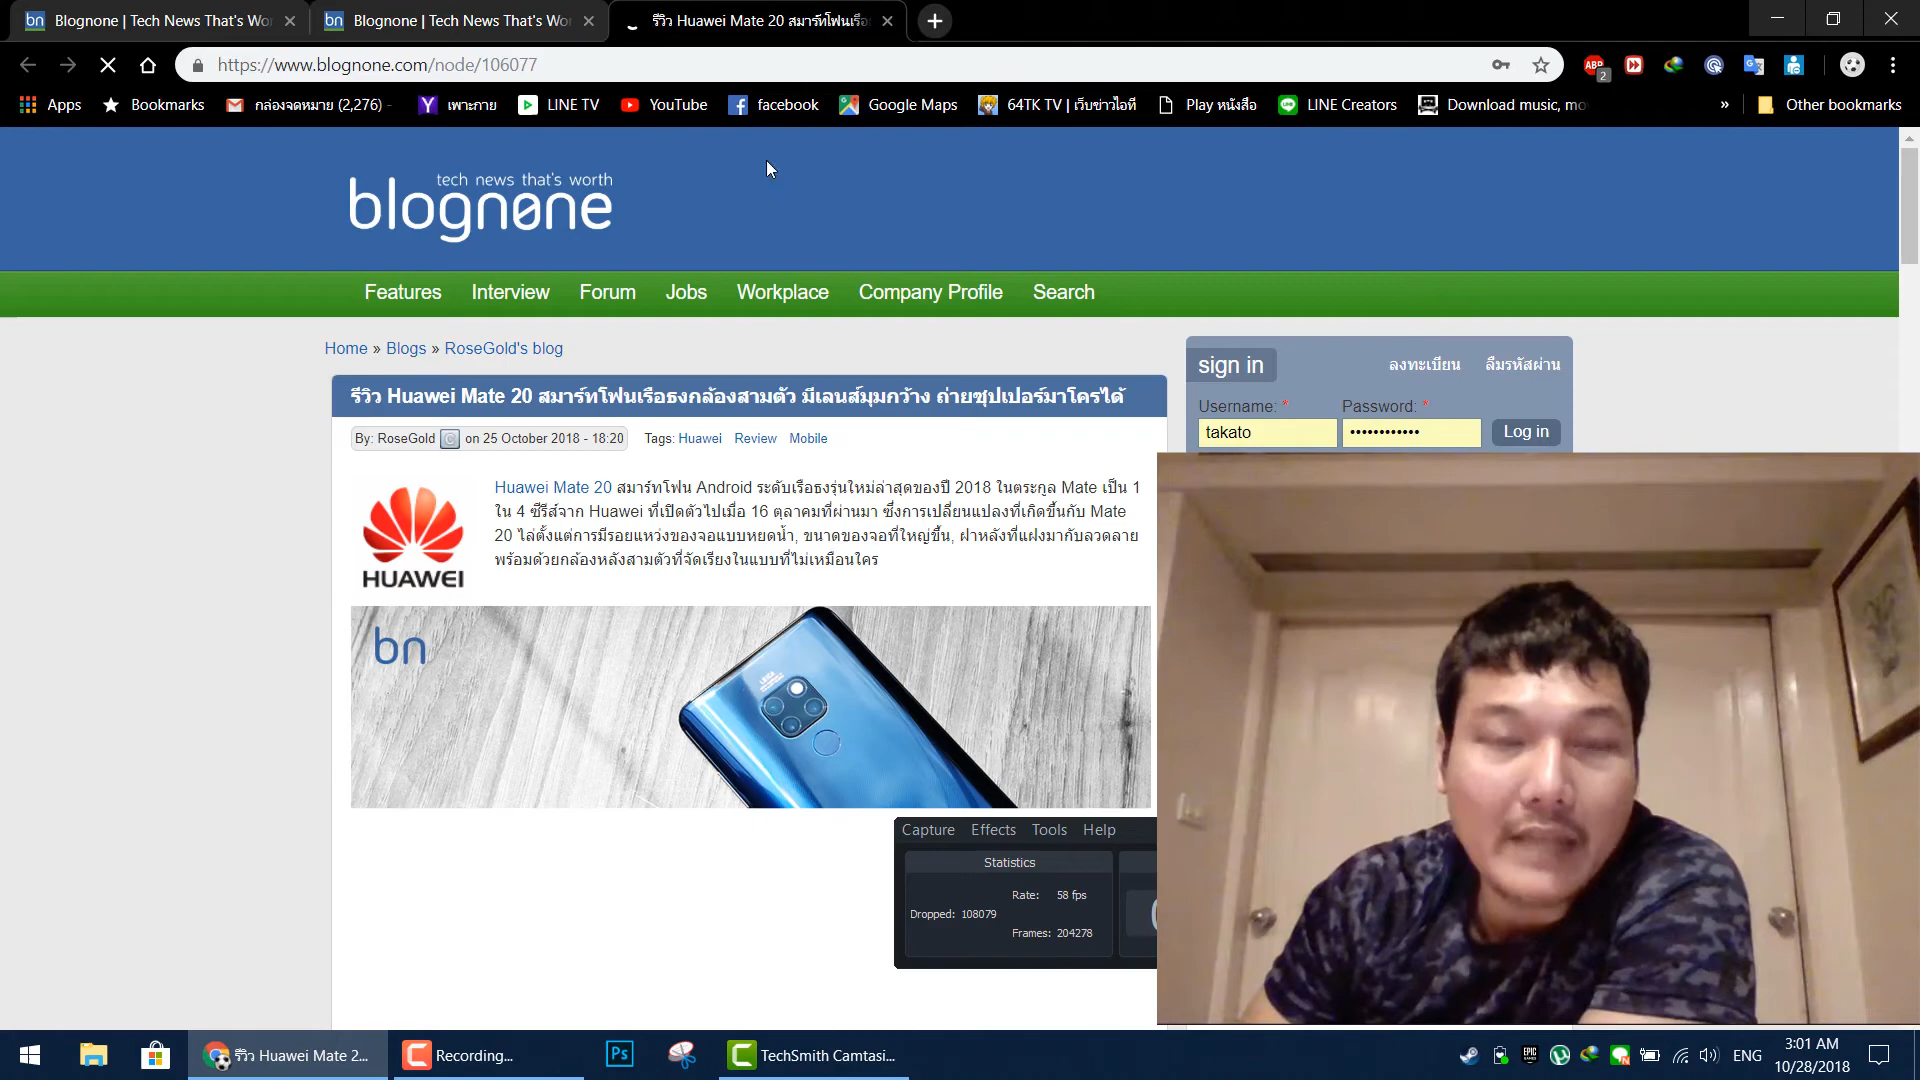 Blognone | Tech News That's Wo
Blognone | Tech News That's Wo
รีวิว Huawei Mate 20 สมาร์ทโฟนเรือ
https://www.blognone.com/node/106077
ABP
2
Apps
Bookmarks
กล่องจดหมาย (2,276) -
เพาะกาย
LINE TV
YouTube
facebook
Google Maps
64TK TV | เว็บข่าวไอที
Play หนังสือ
LINE Creators
Download music, mo
»
Other bookmarks
tech news that's worth
blognone
Features
Interview
Forum
Jobs
Workplace
Company Profile
Search
Home » Blogs » RoseGold's blog
sign in
ลงทะเบียน
ลืมรหัสผ่าน
รีวิว Huawei Mate 20 สมาร์ทโฟนเรือธงกล้องสามตัว มีเลนส์มุมกว้าง ถ่ายซุปเปอร์มาโครได้
Username: *
Password: *
takato
••••••••••••
Log in
By: RoseGold on 25 October 2018 - 18:20
Tags: Huawei Review Mobile
Huawei Mate 20 สมาร์ทโฟน Android ระดับเรือธงรุ่นใหม่ล่าสุดของปี 2018 ในตระกูล Mate เป็น 1
ใน 4 ซีรีส์จาก Huawei ที่เปิดตัวไปเมื่อ 16 ตุลาคมที่ผ่านมา ซึ่งการเปลี่ยนแปลงที่เกิดขึ้นกับ Mate
20 ไล่ตั้งแต่การมีรอยแหว่งของจอแบบหยดน้ำ, ขนาดของจอที่ใหญ่ขึ้น, ฝาหลังที่แฝงมากับลวดลาย
พร้อมด้วยกล้องหลังสามตัวที่จัดเรียงในแบบที่ไม่เหมือนใคร
HUAWEI
bn
Capture
Effects
Tools
Help
Statistics
Rate: 58 fps
Dropped: 108079
Frames: 204278
รีวิว Huawei Mate 2...
Recording...
Ps
TechSmith Camtasi...
ENG
3:01 AM
10/28/2018